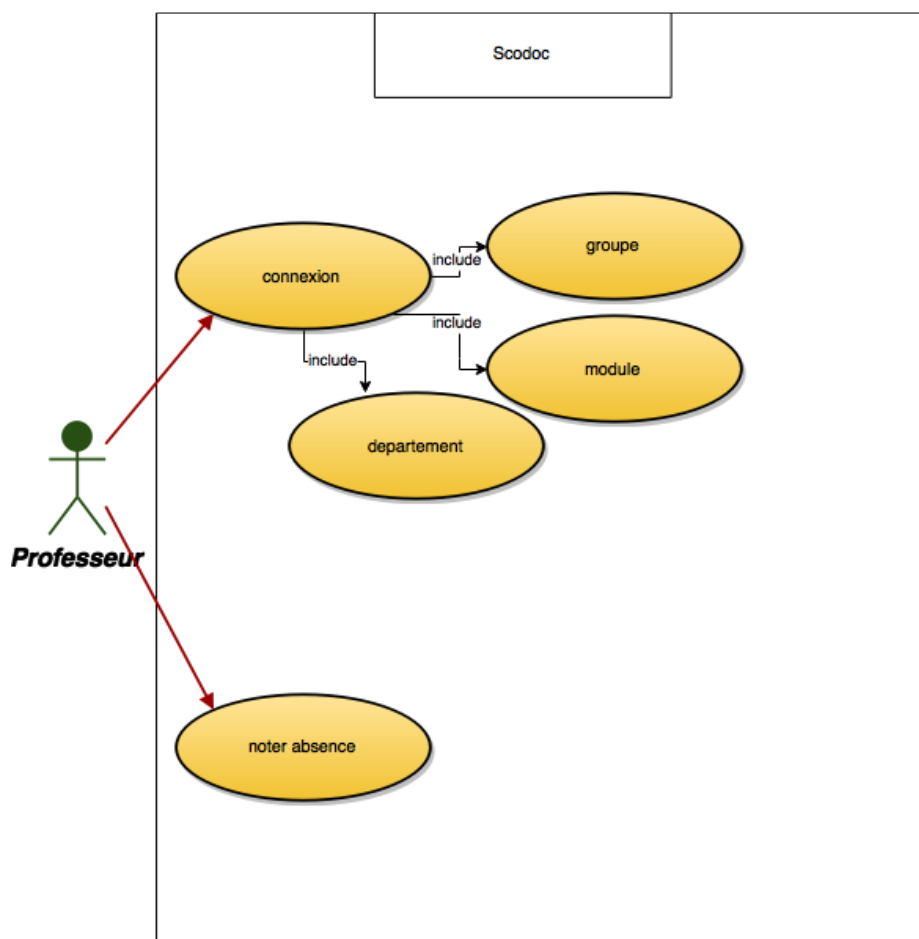 Scodoc
groupe
include
connexion
include
module
include
departement
Professeur
noter absence